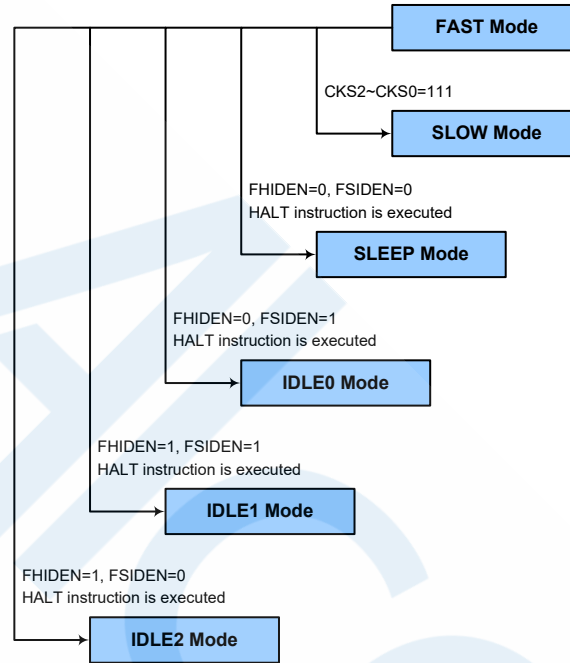 FAST Mode
CKS2~CKS0=111
SLOW Mode
FHIDEN=0, FSIDEN=0
HALT instruction is executed
SLEEP Mode
FHIDEN=0, FSIDEN=1
HALT instruction is executed
IDLE0 Mode
FHIDEN=1, FSIDEN=1
HALT instruction is executed
IDLE1 Mode
FHIDEN=1, FSIDEN=0
HALT instruction is executed
IDLE2 Mode